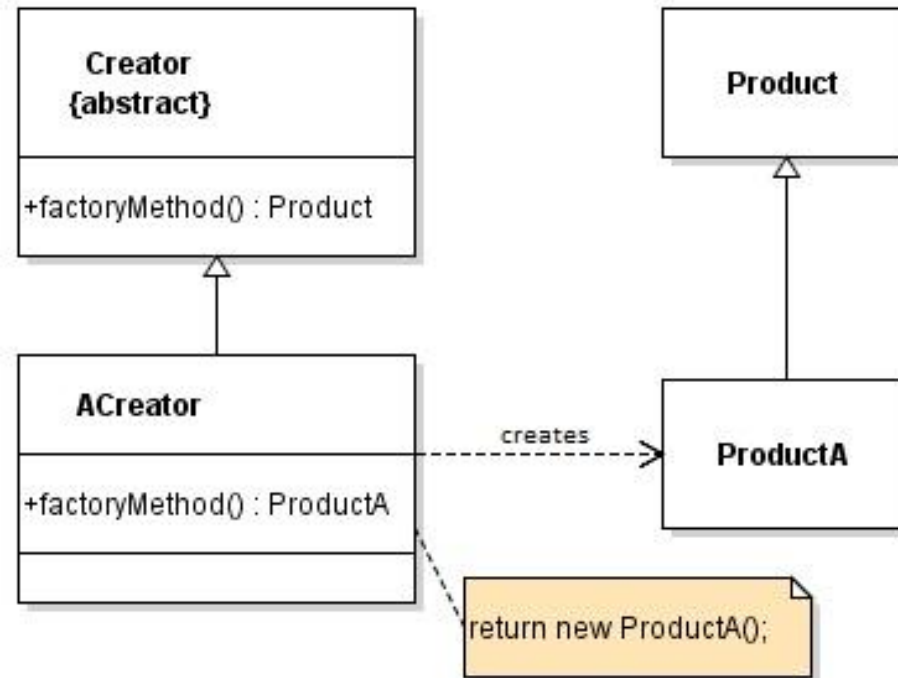 Creator
{abstract}
+factoryMethod() : Product
Product
ACreator
+factoryMethod() : ProductA
creates
ProductA
return new ProductA();